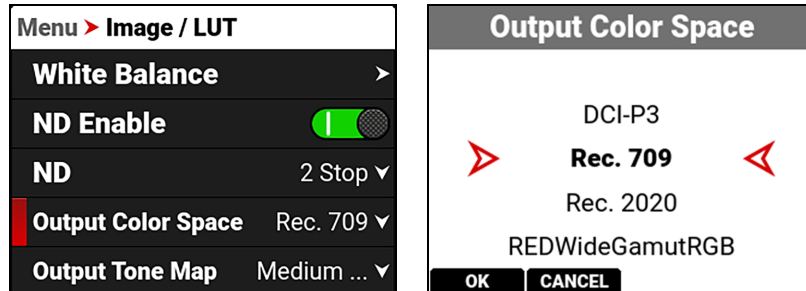 Menu > Image / LUT
White Balance
ND Enable
ND 2 Stop
Output Color Space Rec. 709
Output Tone Map Medium ...
Output Color Space
DCI-P3
Rec. 709
Rec. 2020
REDWideGamutRGB
OK CANCEL